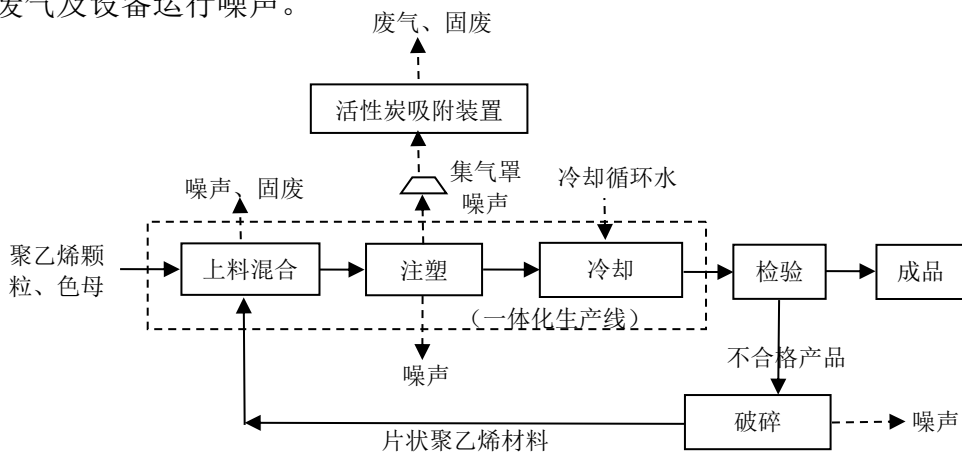 废气及设备运行噪声。
废气、固废
活性炭吸附装置
集气罩
噪声
冷却循环水
噪声、固废
聚乙烯颗
粒、色母
上料混合
注塑
冷却
检验
成品
（一体化生产线）
不合格产品
噪声
破碎
噪声
片状聚乙烯材料